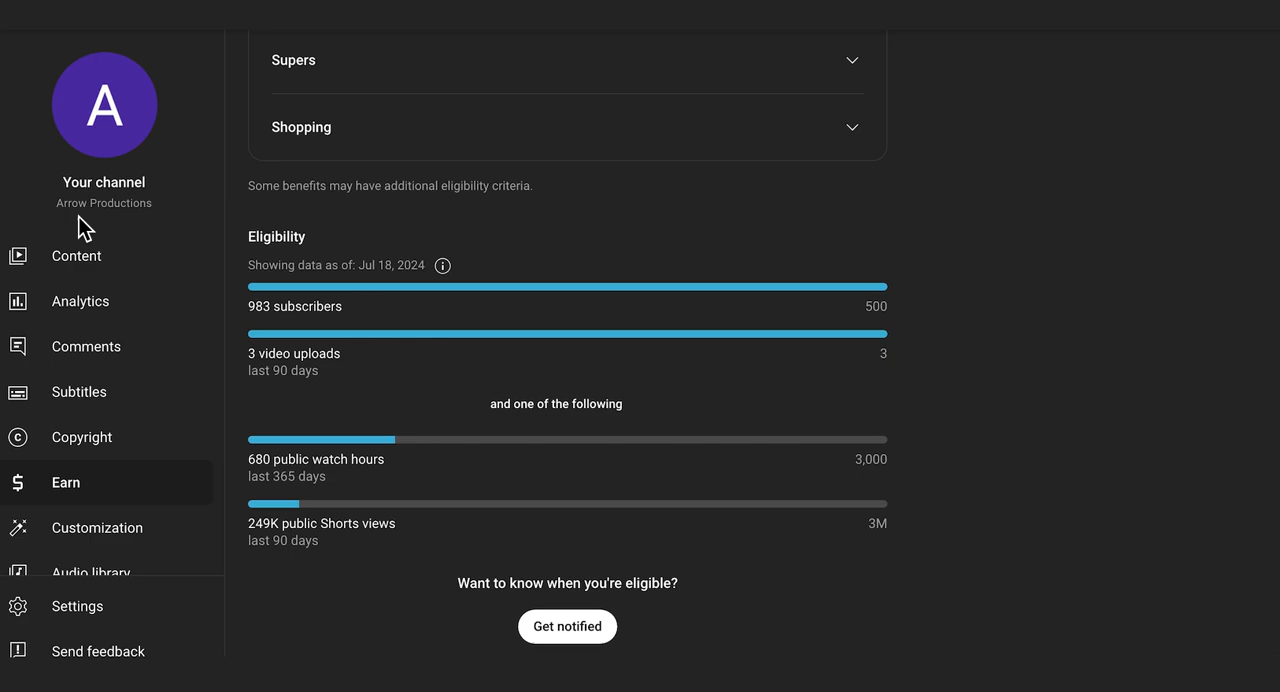 A
Your channel
Arrow Productions
Content
Analytics
Comments
Subtitles
Copyright
Earn
Customization
Audio library
Settings
Send feedback
Supers
Shopping
Some benefits may have additional eligibility criteria.
Eligibility
Showing data as of: Jul 18, 2024
983 subscribers 500
3 video uploads 3
last 90 days
and one of the following
680 public watch hours 3,000
last 365 days
249K public Shorts views 3M
last 90 days
Want to know when you're eligible?
Get notified